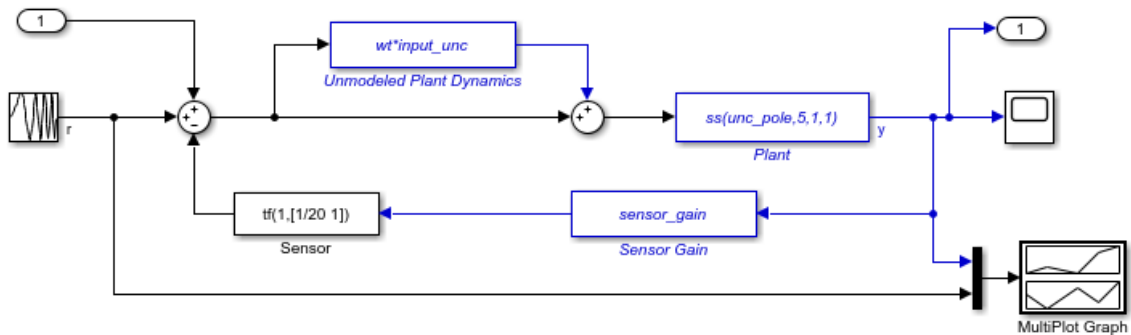 1
wt*input_unc
1
Unmodeled Plant Dynamics
r
ss(unc_pole,5,1,1)
y
Plant
tf(1,[1/20 1])
sensor_gain
Sensor
Sensor Gain
MultiPlot Graph